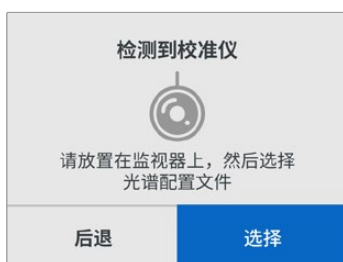 检测到校准仪
请放置在监视器上，然后选择
光谱配置文件
后退
选择